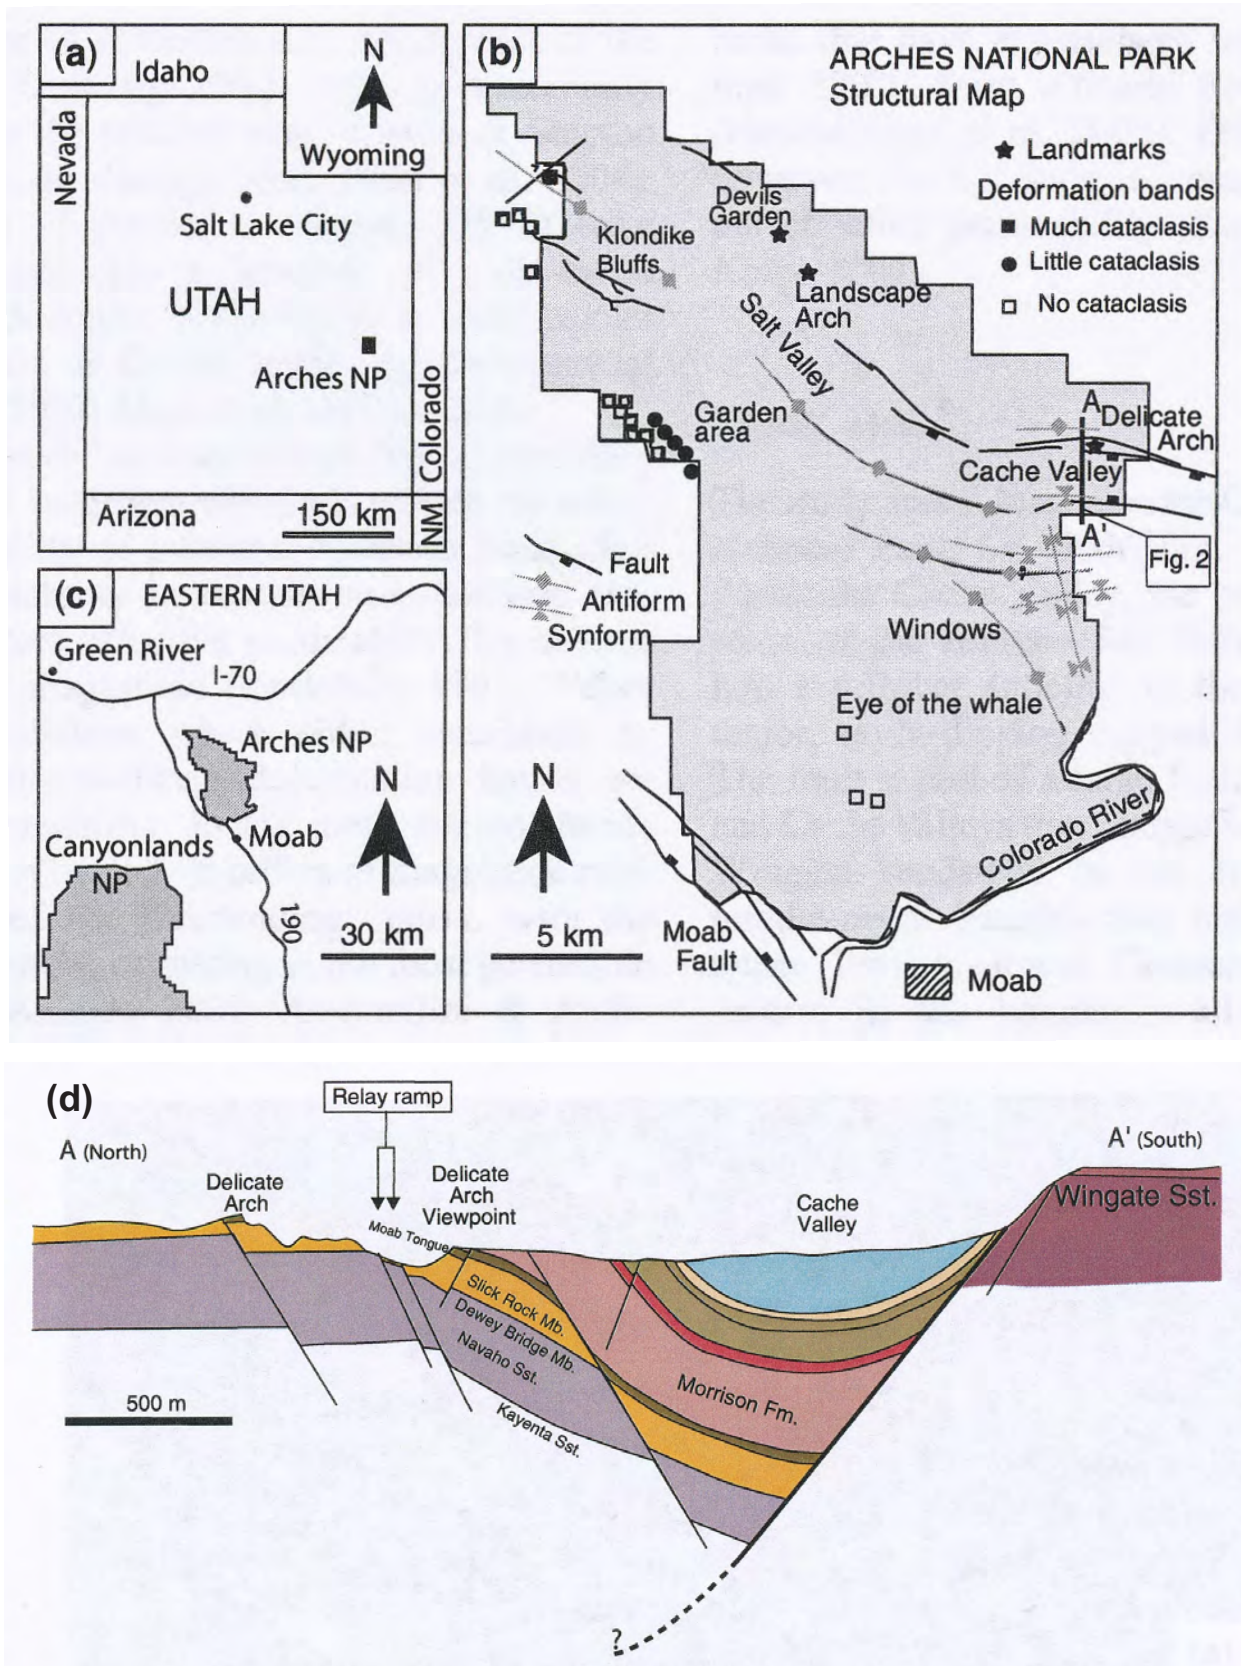 (a)
Idaho
Nevada
N
Wyoming
Salt Lake City
UTAH
Arches NP
Colorado
Arizona
150 km
NM
(b)
ARCHES NATIONAL PARK
Structural Map
Landmarks
Deformation bands
Much cataclasis
Little cataclasis
No cataclasis
Devils
Garden
Klondike
Bluffs
Landscape
Arch
Salt Valley
Garden
area
A
Delicate
Arch
Cache Valley
A'
Fig. 2
Fault
Antiform
Synform
Windows
Eye of the whale
N
5 km
Colorado River
Moab
Fault
Moab
(c)
EASTERN UTAH
Green River
I-70
Arches NP
N
Moab
Canyonlands
NP
190
30 km
(d)
Relay ramp
A (North)
A' (South)
Delicate
Arch
Delicate
Arch
Viewpoint
Moab Tongue
Cache
Valley
Wingate Sst.
Slick Rock Mb.
Dewey Bridge Mb.
Navaho Sst.
Kayenta Sst.
Morrison Fm.
500 m
?